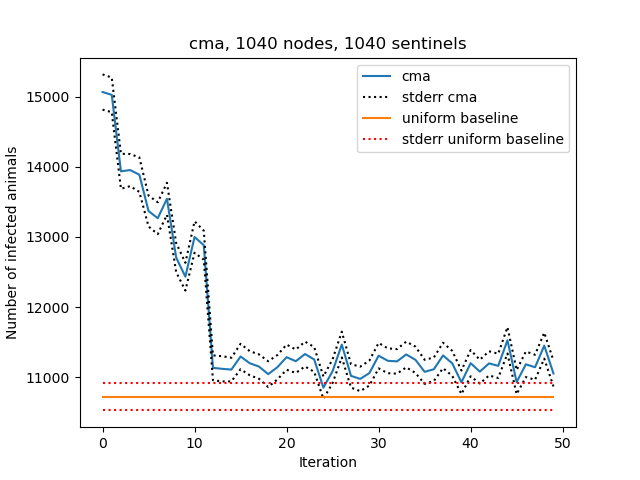 cma, 1040 nodes, 1040 sentinels
cma
stderr cma
uniform baseline
stderr uniform baseline
Number of infected animals
15000
14000
13000
12000
11000
0 10 20 30 40 50
Iteration